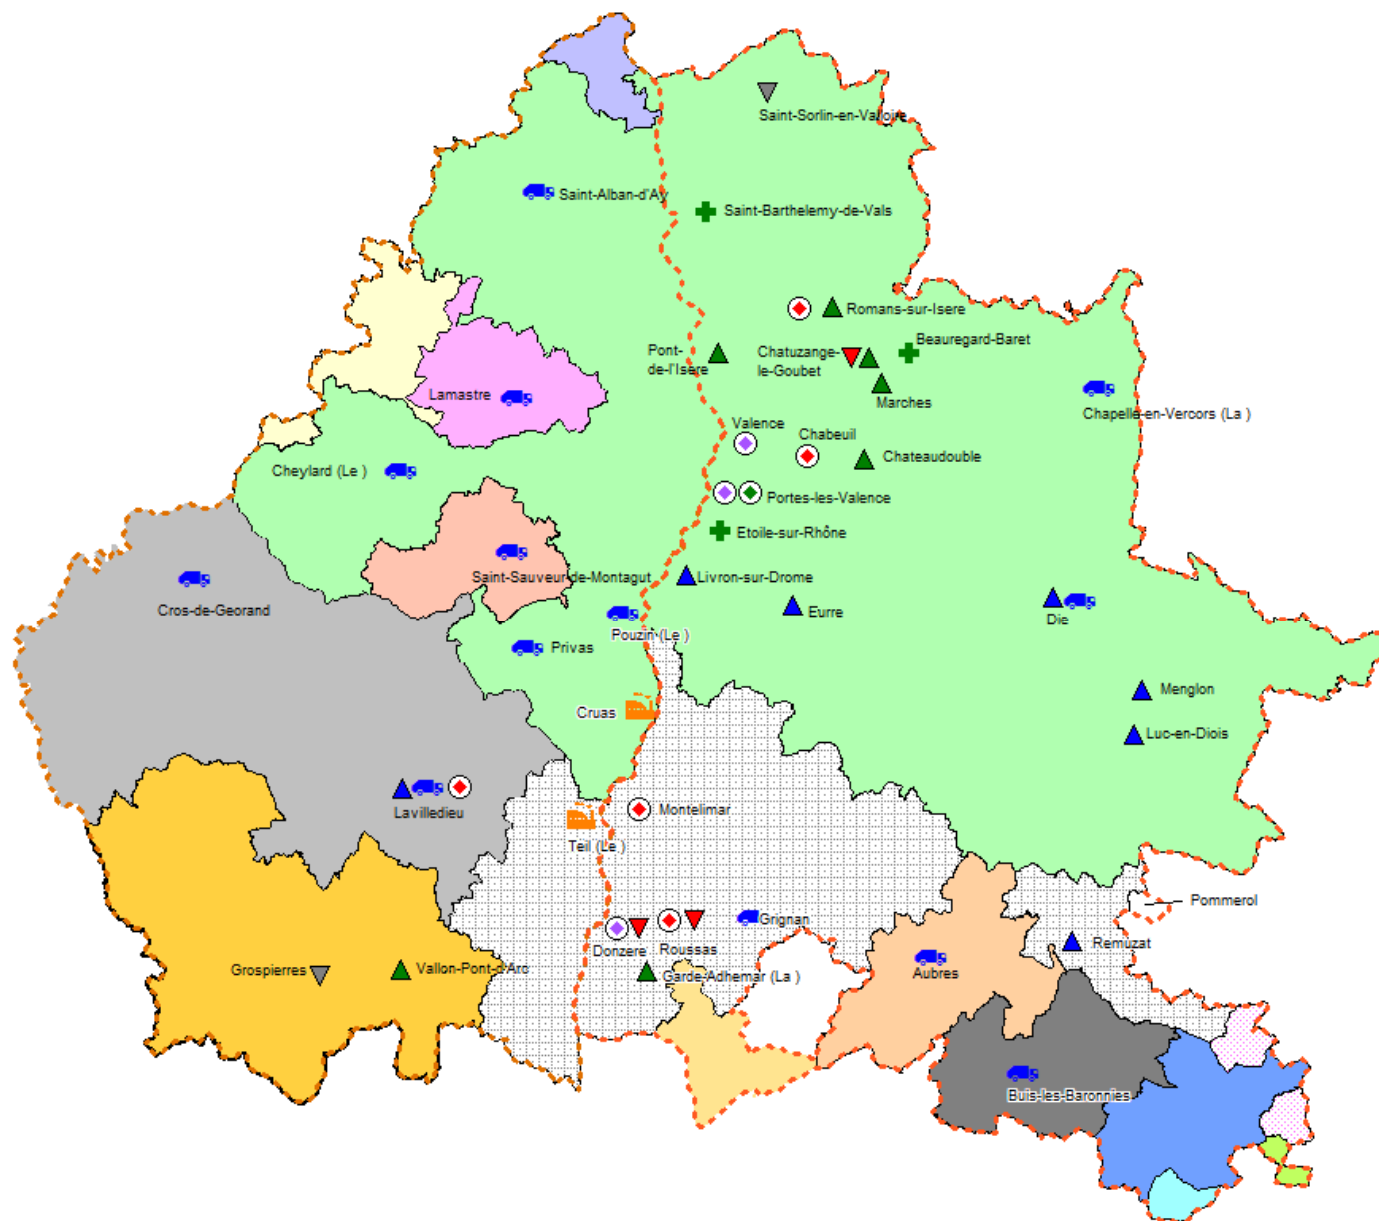 Saint-Sorlin-en-Valloire
Saint-Alban-d'Ay
Saint-Barthelemy-de-Vals
Romans-sur-Isere
Beauregard-Baret
Pont-
de-l'Isere
Chatuzange-
le-Goubet
Marches
Lamastre
Chapelle-en-Vercors (La )
Valence
Chabeuil
Chateaudouble
Cheylard (Le )
Portes-les-Valence
Etoile-sur-Rhône
Saint-Sauveur-de-Montagut
Livron-sur-Drome
Cros-de-Georand
Eurre
Die
Pouzin (Le )
Privas
Menglon
Cruas
Luc-en-Diois
Lavilledieu
Montelimar
Teil (Le )
Pommerol
Grignan
Donzere
Roussas
Remuzat
Grospierres
Vallon-Pont-d'Arc
Garde-Adhemar (La )
Aubres
Buis-les-Baronnies